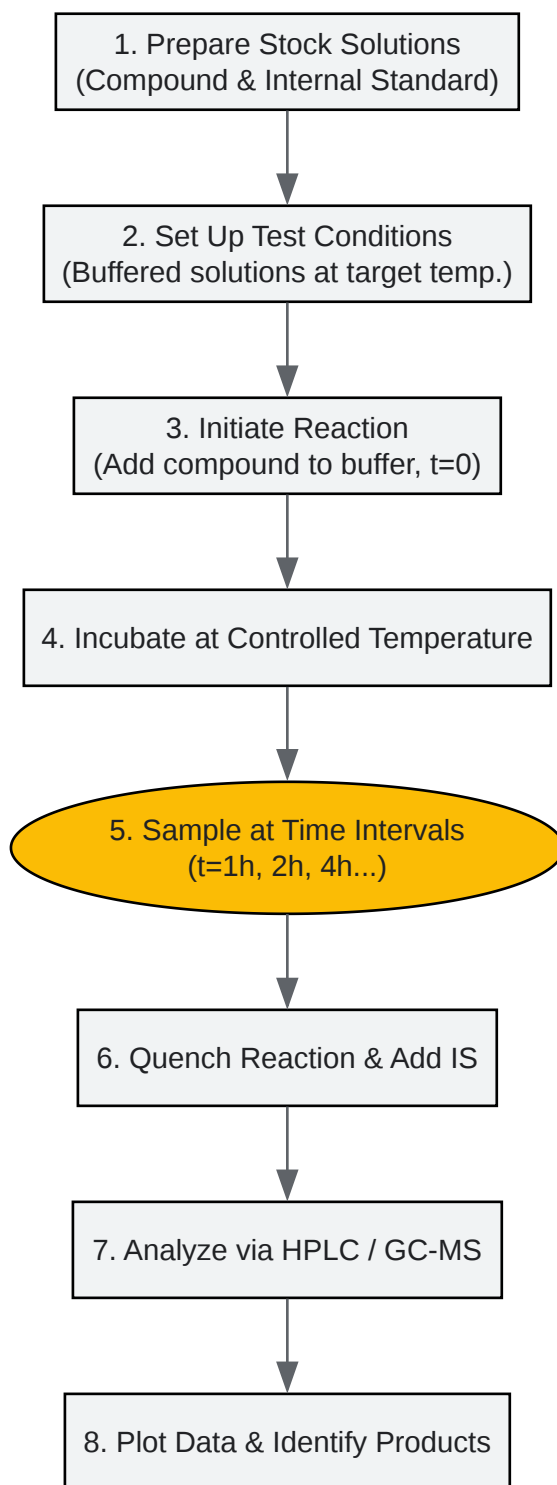 1. Prepare Stock Solutions
(Compound & Internal Standard)
2. Set Up Test Conditions
(Buffered solutions at target temp.)
3. Initiate Reaction
(Add compound to buffer, t=0)
4. Incubate at Controlled Temperature
5. Sample at Time Intervals
(t=1h, 2h, 4h...)
6. Quench Reaction & Add IS
7. Analyze via HPLC / GC-MS
8. Plot Data & Identify Products